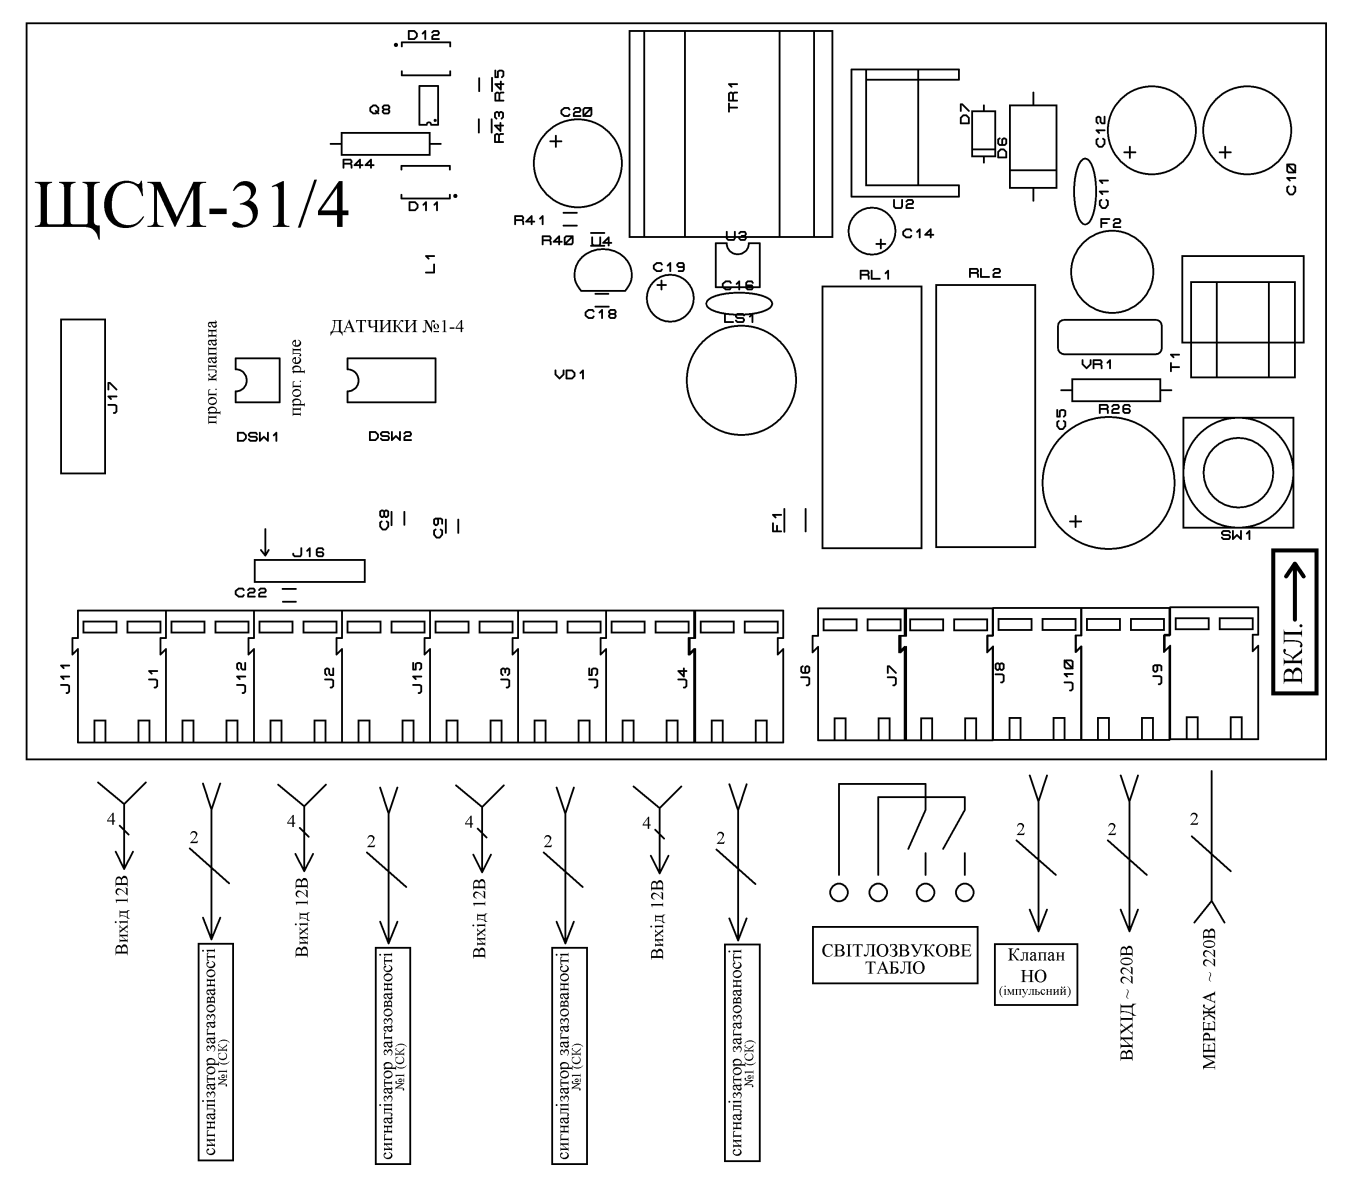 D12
Q8
R45
R43
R44
D11
ЩСМ-31/4
L1
C20
R41
R40
U4
C18
C19
TR1
U3
C16
LS1
U2
C14
D7
D6
C12
C10
C11
F2
RL1
RL2
VR1
T1
R26
C5
SW1
ДАТЧИКИ №1-4
прог. клапана
прог. реле
J17
DSW1
DSW2
VD1
C8
C9
F1
J16
C22
J11
J1
J12
J2
J15
J3
J5
J4
J6
J7
J8
J10
J9
ВКЛ.
4
2
4
2
4
2
4
2
2
2
2
Вихід 12В
сигналізатор загазованості
№1 (СК)
Вихід 12В
сигналізатор загазованості
№1 (СК)
Вихід 12В
сигналізатор загазованості
№1 (СК)
Вихід 12В
сигналізатор загазованості
№1 (СК)
СВІТЛОЗВУКОВЕ
ТАБЛО
Клапан
НО
(імпульсний)
ВИХІД ~ 220В
МЕРЕЖА ~ 220В